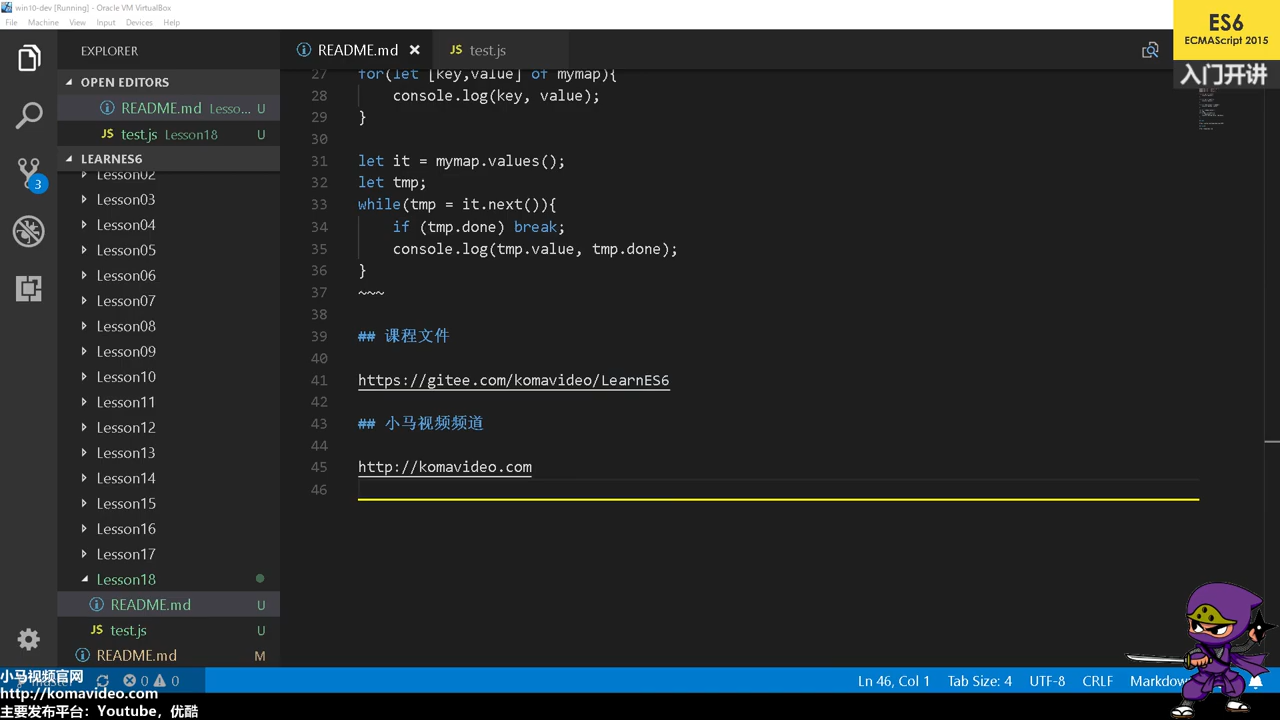 win10-dev [Running] - Oracle VM VirtualBox
File Machine View Input Devices Help
ES6
ECMAScript 2015
入门开讲
EXPLORER
OPEN EDITORS
README.md Lesso... U
JS test.js Lesson18 U
LEARNES6
Lesson02
Lesson03
Lesson04
Lesson05
Lesson06
Lesson07
Lesson08
Lesson09
Lesson10
Lesson11
Lesson12
Lesson13
Lesson14
Lesson15
Lesson16
Lesson17
Lesson18
README.md U
JS test.js U
README.md M
3
README.md JS test.js
27 for(let [key,value] of mymap){
28 console.log(key, value);
29 }
30
31 let it = mymap.values();
32 let tmp;
33 while(tmp = it.next()){
34 if (tmp.done) break;
35 console.log(tmp.value, tmp.done);
36 }
37 ~~~
38
39 ## 课程文件
40
41 https://gitee.com/komavideo/LearnES6
42
43 ## 小马视频频道
44
45 http://komavideo.com
46
0 0 Ln 46, Col 1 Tab Size: 4 UTF-8 CRLF
小马视频官网
http://komavideo.com
主要发布平台：Youtube，优酷